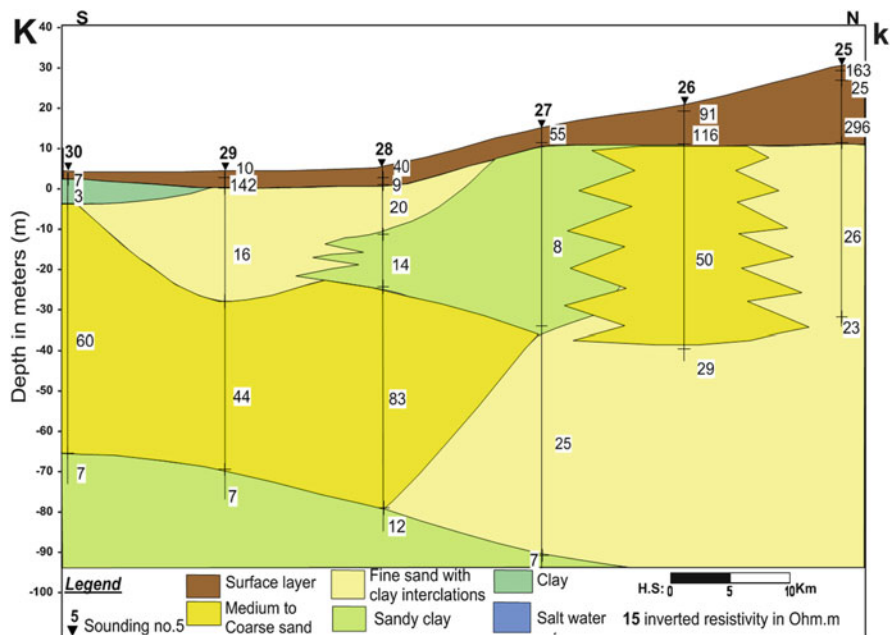 K S N k
25
40
30 163
26 25
20 91
27 116 296
30 29 28 55
10 10 40
7 142 9
0 3 20
-10 26
16 8 50
-20 14
-30 23
-40 60 29
-50 44 83
-60 25
-70 7 7
-80 12
-90 7
-100
Depth in meters (m)
Legend
5 Sounding no.5
Surface layer
Medium to
Coarse sand
Fine sand with
clay interclations
Sandy clay
Clay
Salt water
H.S: 0 5 10Km
15 inverted resistivity in Ohm.m